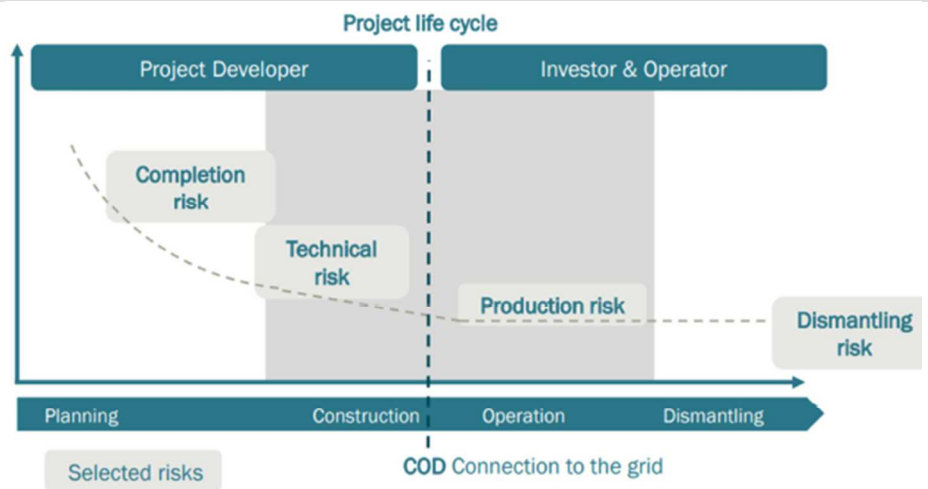 Project life cycle
Project Developer
Investor & Operator
Completion
risk
Technical
risk
Production risk
Dismantling
risk
Planning
Construction
Operation
Dismantling
COD Connection to the grid
Selected risks